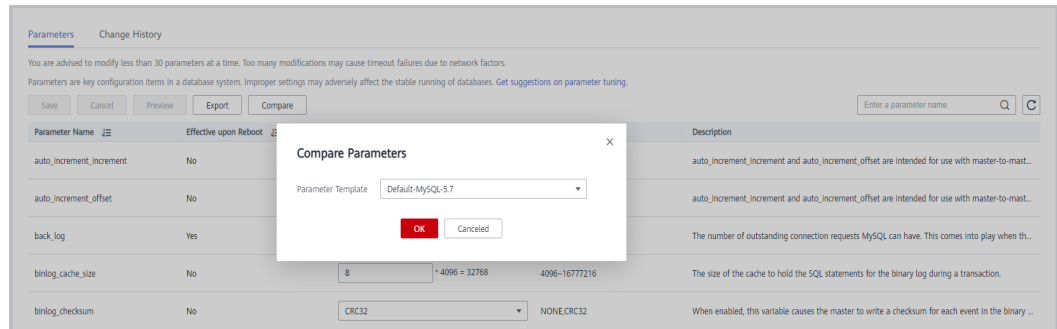 Parameters Change History
You are advised to modify less than 30 parameters at a time. Too many modifications may cause timeout failures due to network factors.
Parameters are key configuration items in a database system. Improper settings may adversely affect the stable running of databases. Get suggestions on parameter tuning.
Save Cancel Preview Export Compare Enter a parameter name.
Parameter Name Effective upon Reboot Description
Compare Parameters
auto_increment_increment No auto_increment_increment and auto_increment_offset are intended for use with master-to-mast...
Parameter Template Default-MySQL-5.7
auto_increment_offset No auto_increment_increment and auto_increment_offset are intended for use with master-to-mast...
OK Canceled
back_log Yes The number of outstanding connection requests MySQL can have. This comes into play when th...
binlog_cache_size No 8 * 4096 = 32768 4096~16777216 The size of the cache to hold the SQL statements for the binary log during a transaction.
binlog_checksum No CRC32 NONE,CRC32 When enabled, this variable causes the master to write a checksum for each event in the binary ...